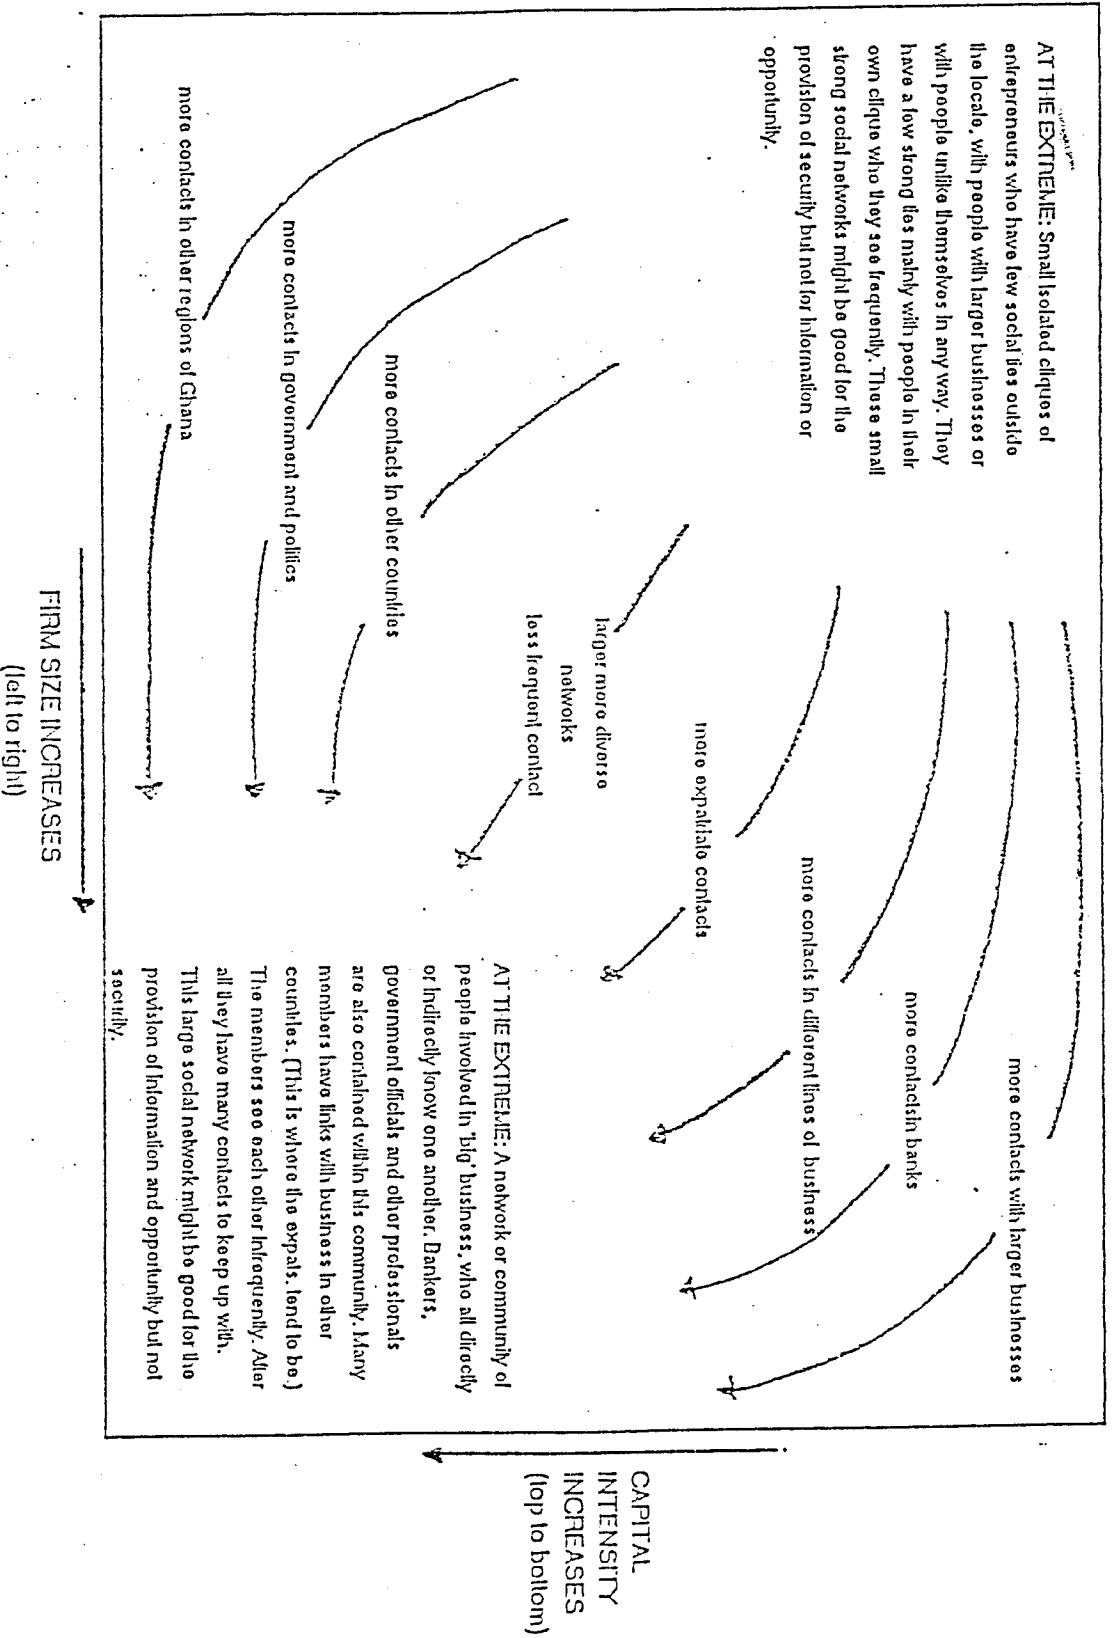 AT THE EXTREME: Small isolated cliques of
entrepreneurs who have few social ties outside
the locale, with people with larger businesses or
with people unlike themselves in any way. They
have a few strong ties mainly with people in their
own clique who they see frequently. These small
strong social networks might be good for the
provision of security but not for information or
opportunity.
more contacts with larger businesses
more contactsin banks
more contacts in different lines of business
more expatriate contacts
larger more diverse
networks
less frequent contact
more contacts in other countries
more contacts in government and politics
more contacts in other regions of Ghana
AT THE EXTREME: A network or community of
people involved in 'big' business, who all directly
or indirectly know one another. Bankers,
government officials and other professionals
are also contained within this community. Many
members have links with business in other
countries. (This is where the expats. tend to be.)
The members see each other infrequently. After
all they have many contacts to keep up with.
This large social network might be good for the
provision of information and opportunity but not
security.
CAPITAL
INTENSITY
INCREASES
(top to bottom)
FIRM SIZE INCREASES
(left to right)